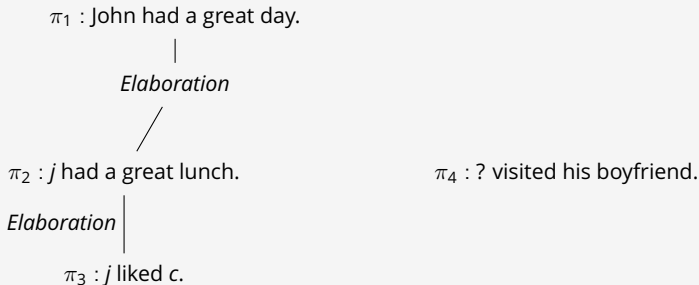 π1 : John had a great day.
Elaboration
π2 : j had a great lunch.
π4 : ? visited his boyfriend.
Elaboration
π3 : j liked c.